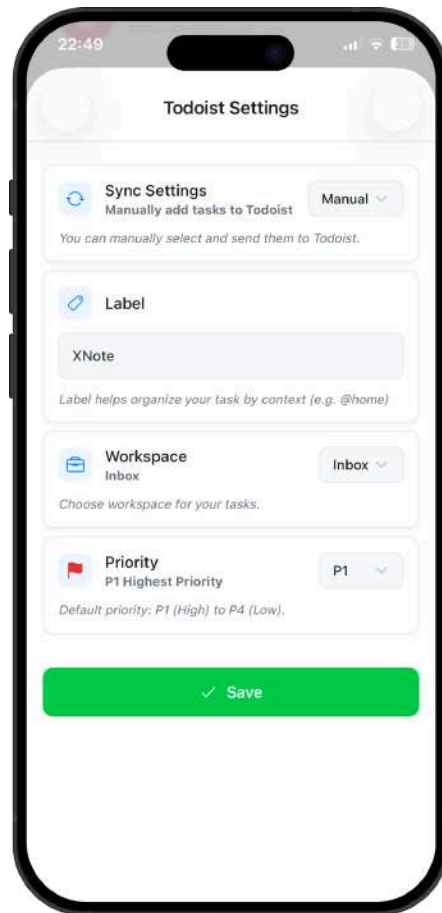 22:49
Todoist Settings
Sync Settings
Manually add tasks to Todoist
Manual
You can manually select and send them to Todoist.
Label
XNote
Label helps organize your task by context (e.g. @home)
Workspace
Inbox
Inbox
Choose workspace for your tasks.
Priority
P1 Highest Priority
P1
Default priority: P1 (High) to P4 (Low).
Save